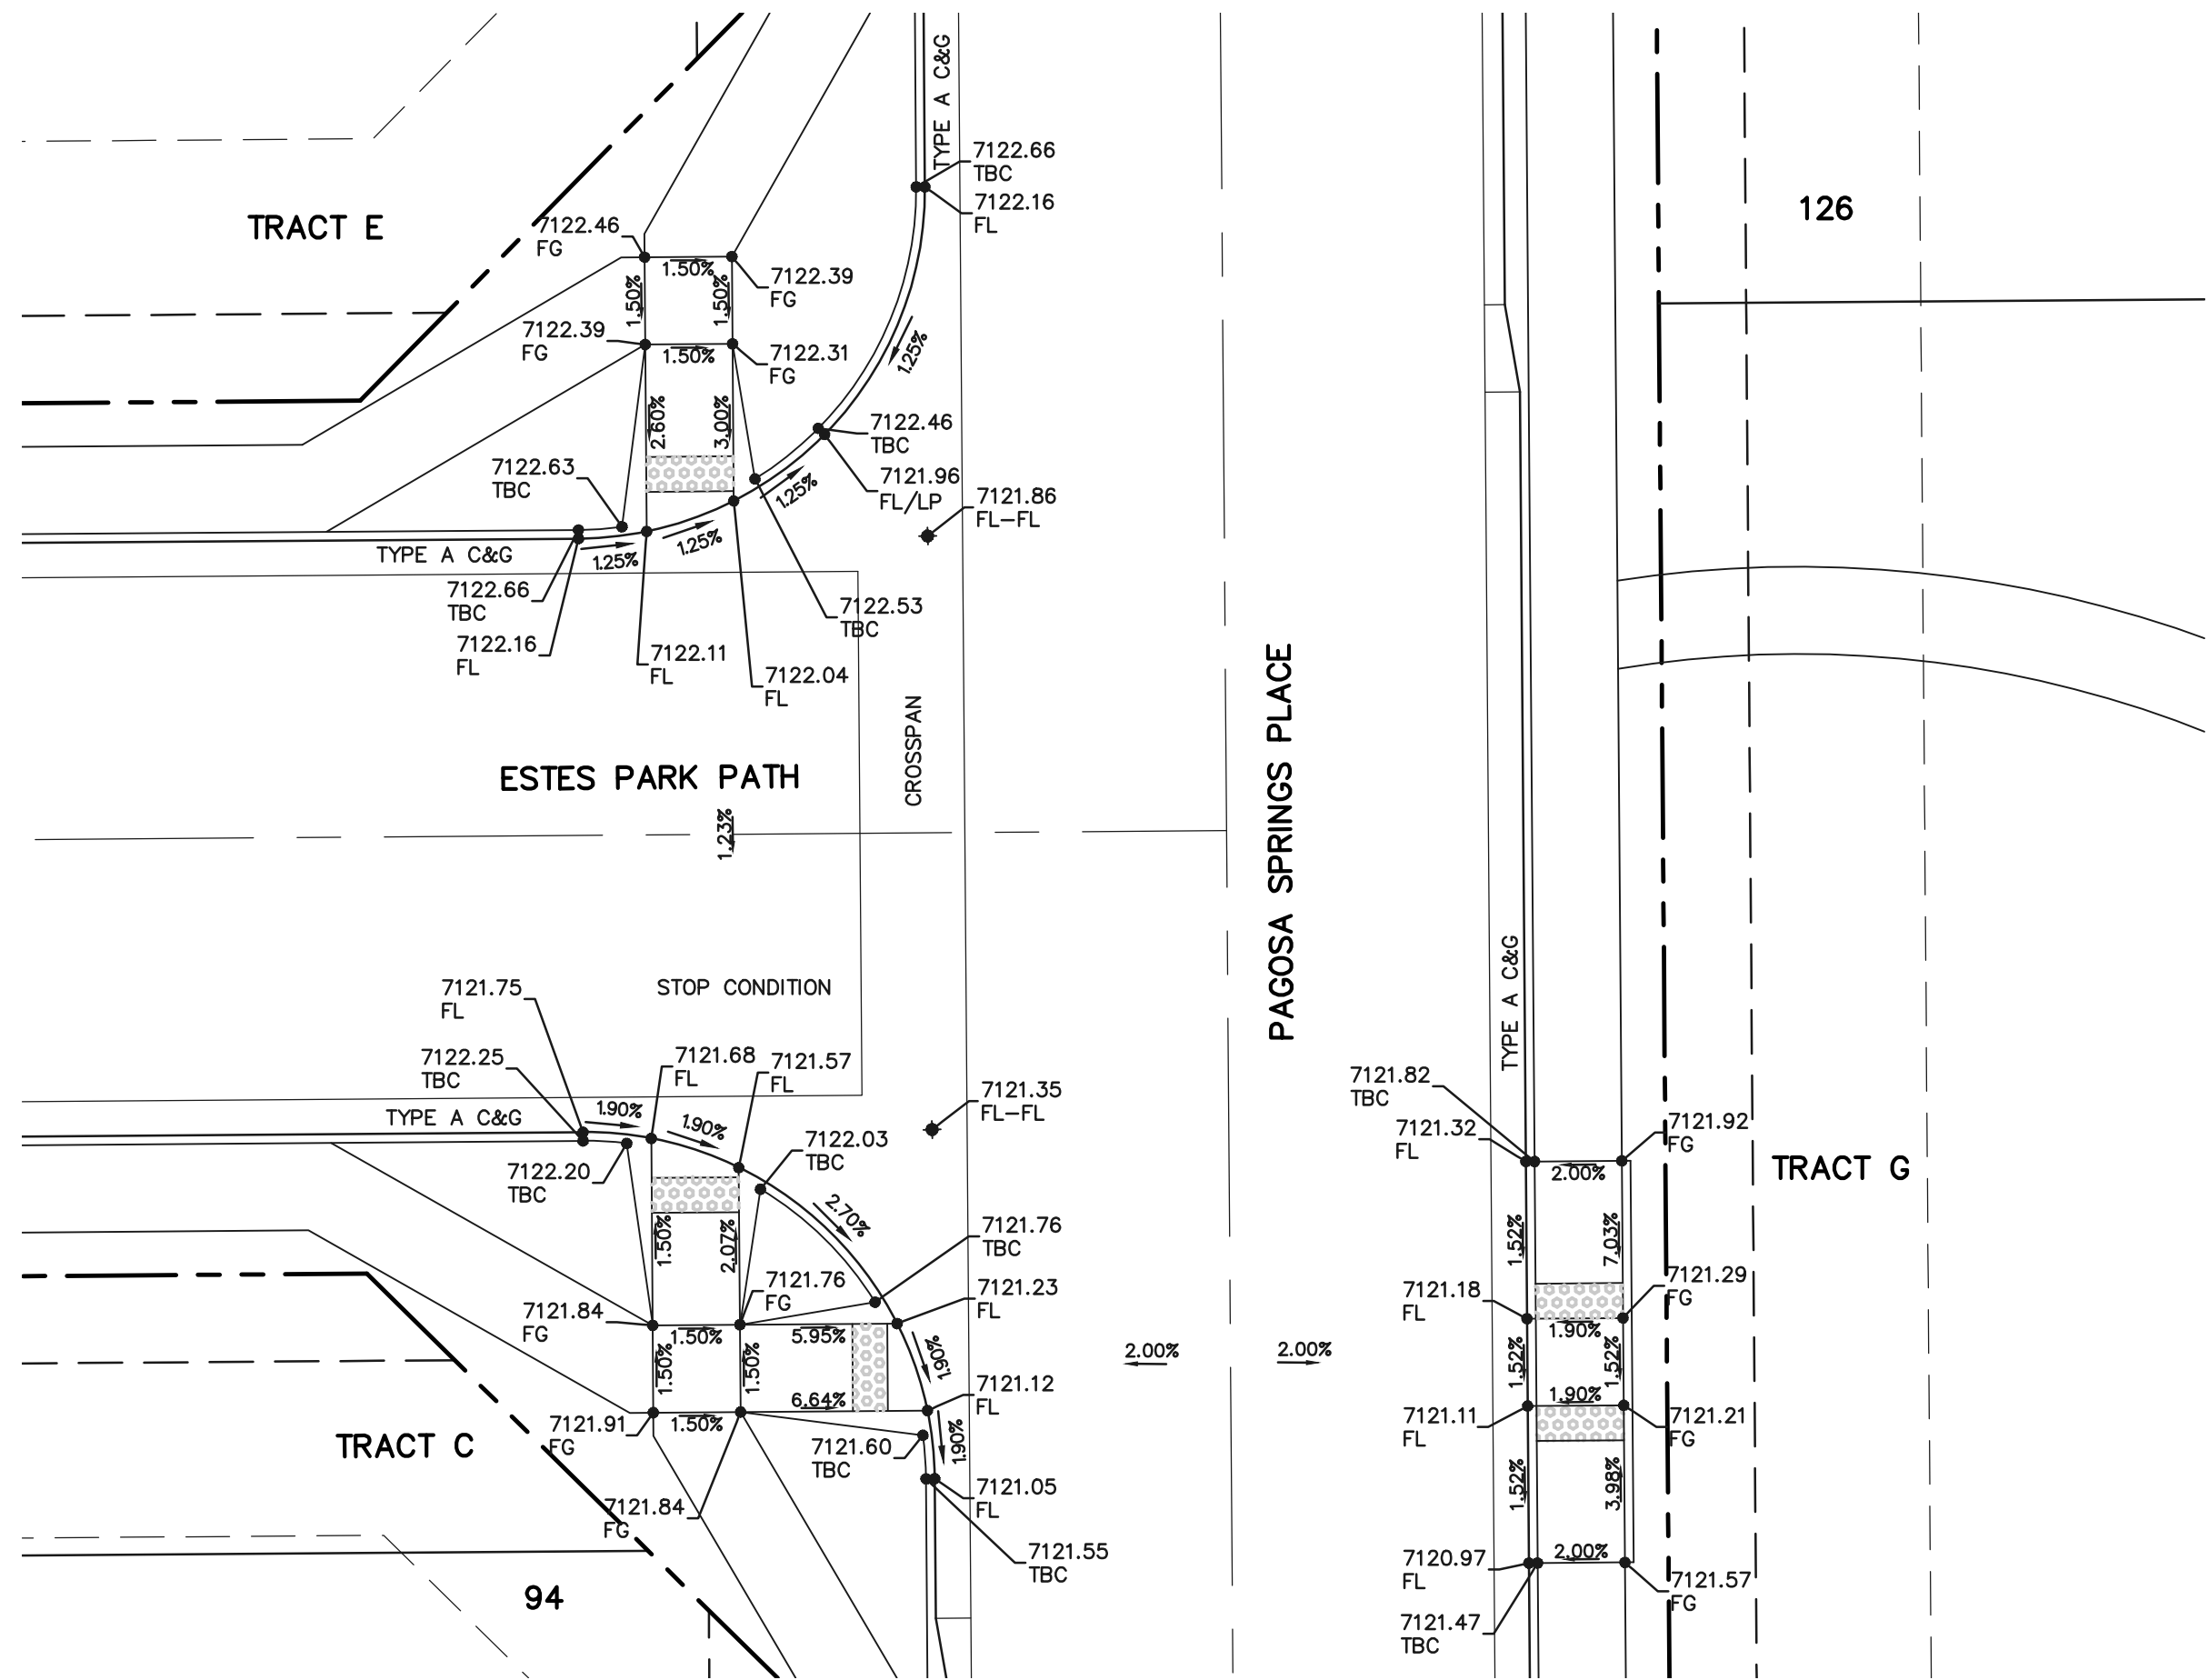 TYPE A C&G
7122.66
TBC
7122.16
FL
126
TRACT E
7122.46
FG
1.50%
7122.39
FG
1.50%
1.50%
7122.39
FG
1.50%
7122.31
FG
1.25%
2.60%
3.00%
7122.46
TBC
7122.63
TBC
7121.96
FL/LP
1.25%
7121.86
FL-FL
TYPE A C&G
1.25%
1.25%
7122.66
TBC
7122.53
TBC
7122.16
FL
7122.11
FL
7122.04
FL
CROSSPAN
PAGOSA SPRINGS PLACE
ESTES PARK PATH
1.23%
TYPE A C&G
7121.75
FL
STOP CONDITION
7122.25
TBC
7121.68
FL
7121.57
FL
7121.35
FL-FL
7121.82
TBC
TYPE A C&G
1.90%
1.90%
7122.03
TBC
7121.32
FL
7121.92
FG
7122.20
TBC
2.00%
TRACT G
2.70%
1.50%
2.07%
7121.76
TBC
1.52%
7.03%
7121.76
FG
7121.23
FL
7121.18
FL
7121.29
FG
7121.84
FG
1.50%
5.95%
1.90%
1.90%
2.00%
2.00%
1.50%
1.50%
1.52%
1.52%
6.64%
7121.12
FL
1.90%
7121.91
FG
1.50%
7121.11
FL
7121.21
FG
TRACT C
7121.60
TBC
1.90%
7121.05
FL
1.52%
3.98%
7121.84
FG
7121.55
TBC
7120.97
FL
2.00%
7121.57
FG
94
7121.47
TBC